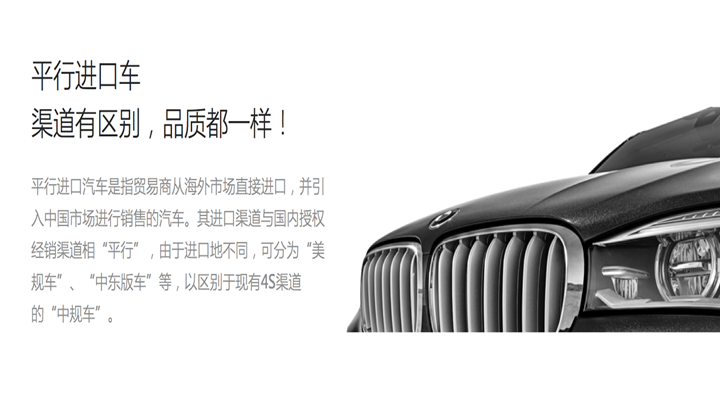 平行进口车
渠道有区别，品质都一样！
平行进口汽车是指贸易商从海外市场直接进口，并引
入中国市场进行销售的汽车。其进口渠道与国内授权
经销渠道相“平行”，由于进口地不同，可分为“美
规车”、“中东版车”等，以区别于现有4S渠道
的“中规车”。